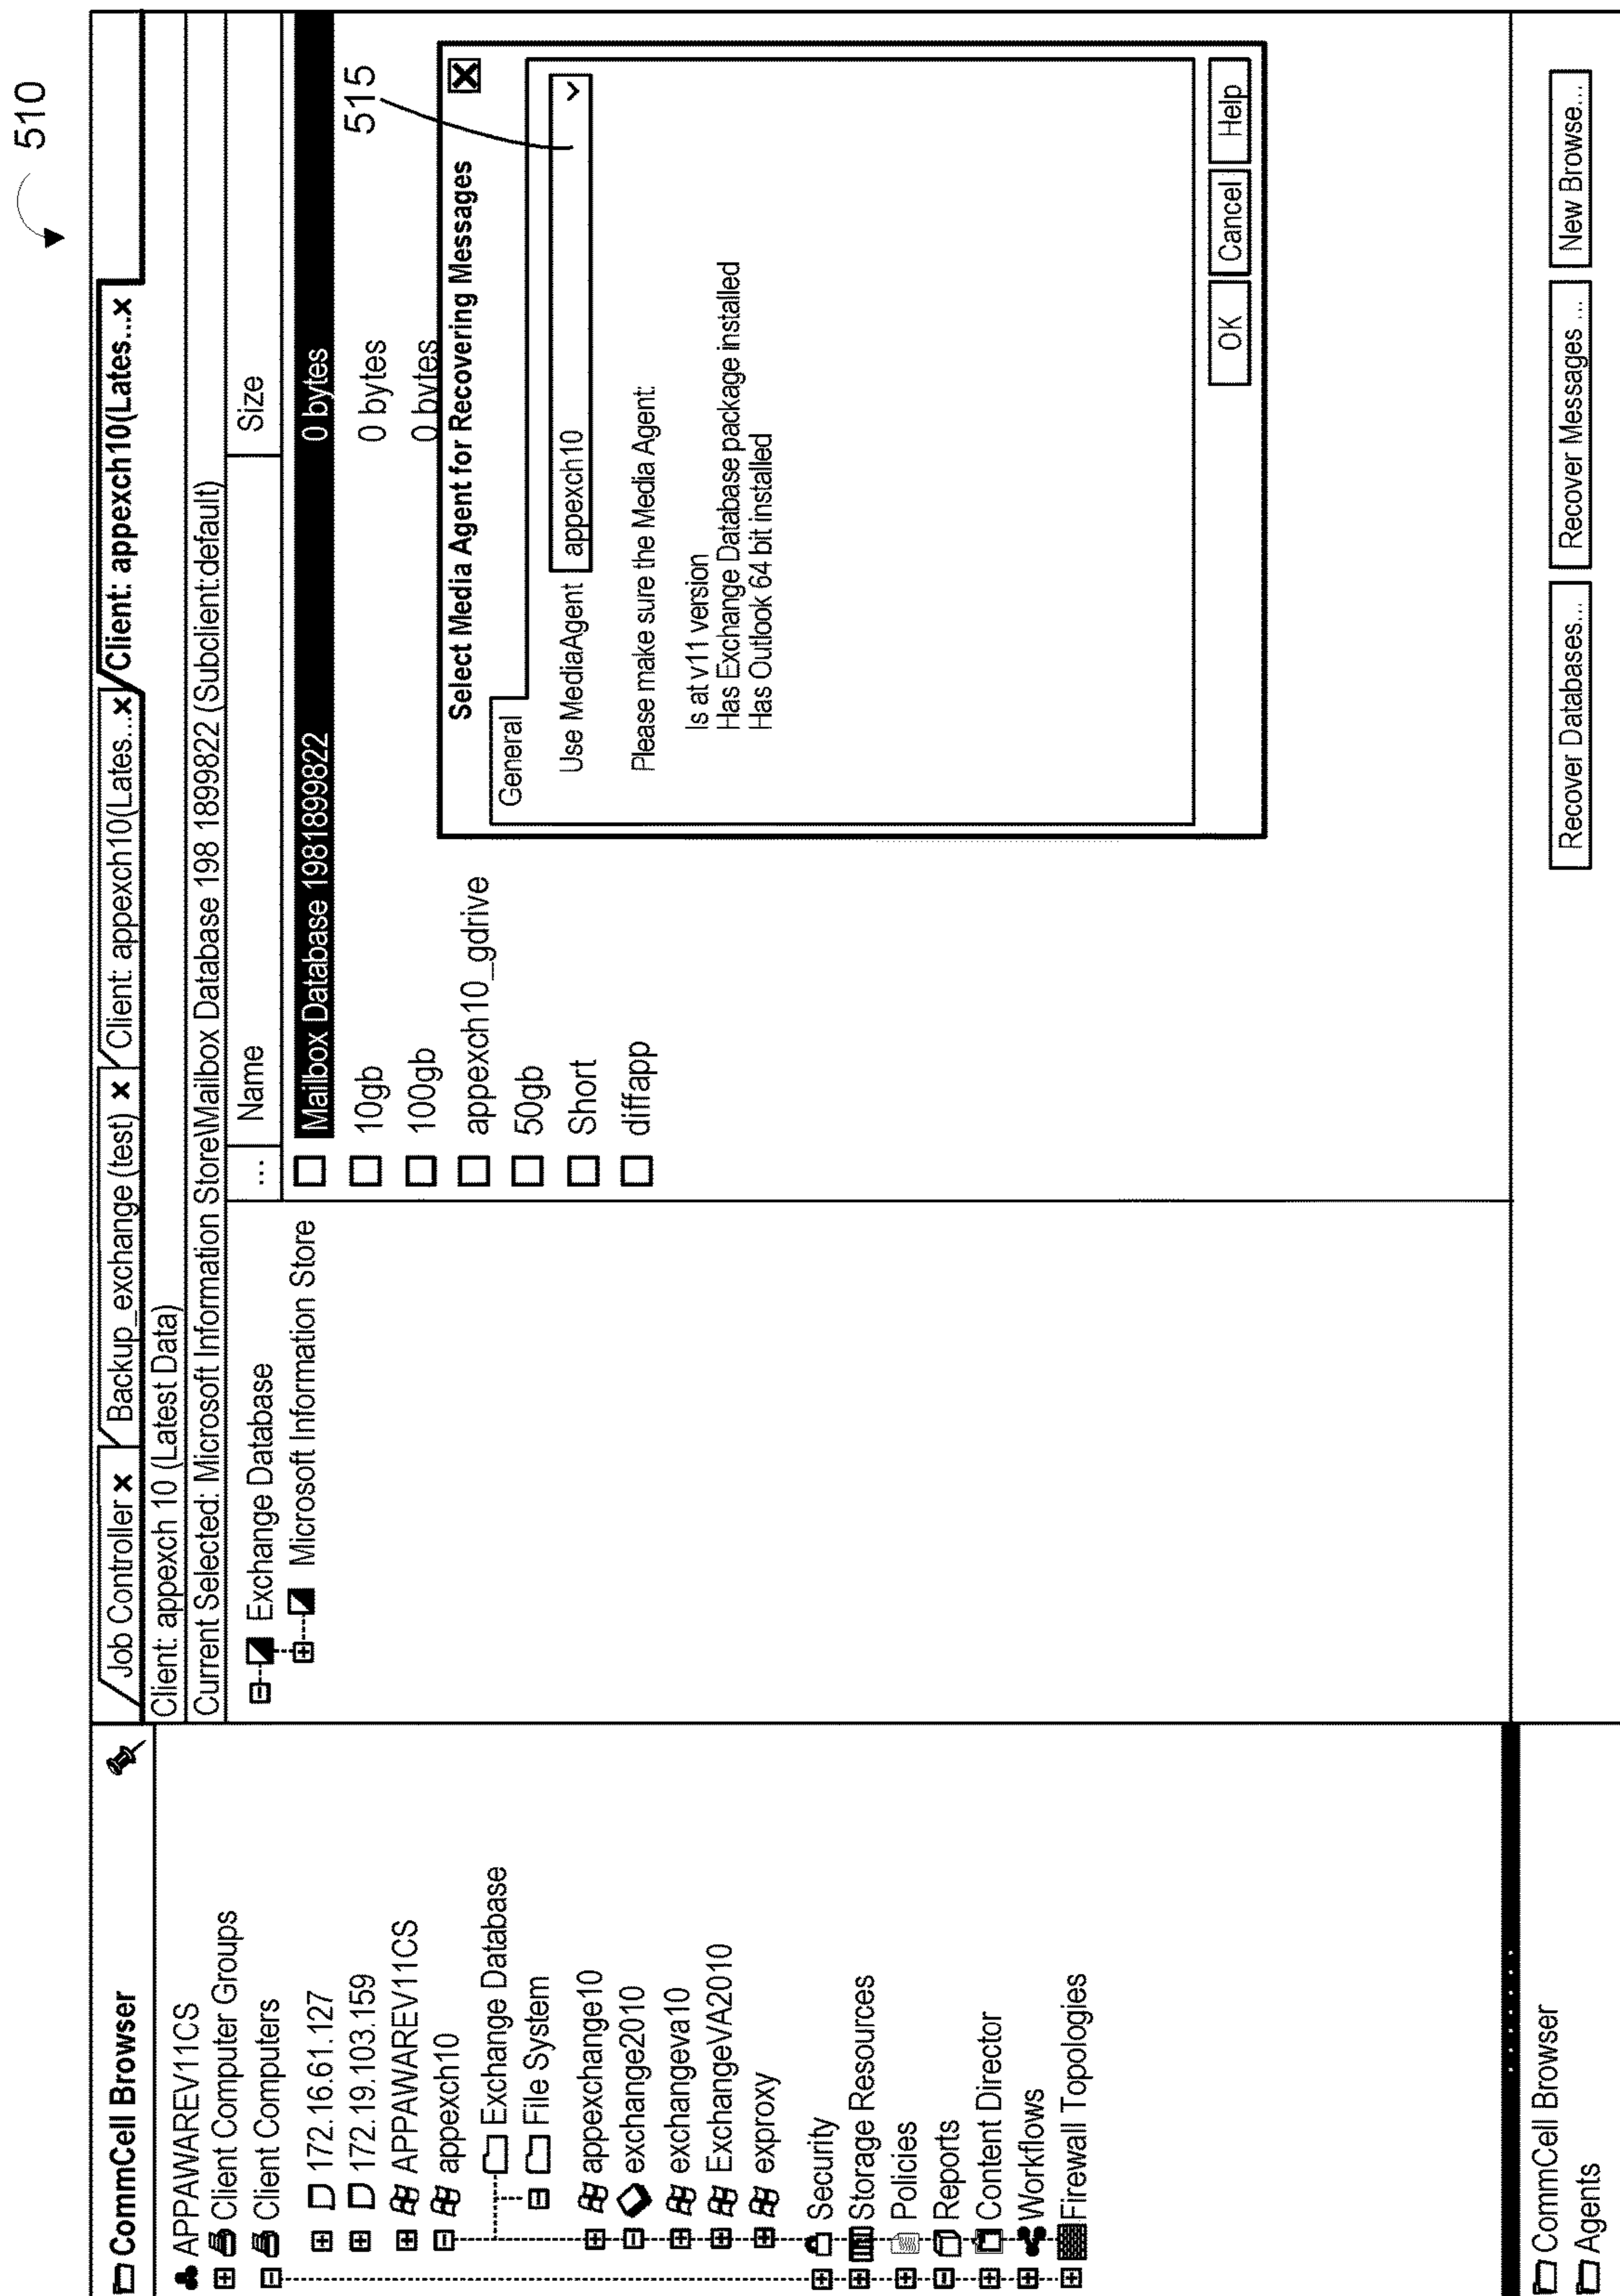 510
CommCell Browser
APPAWAREV11CS
Client Computer Groups
Client Computers
172.16.61.127
172.19.103.159
APPAWAREV11CS
appexch10
Exchange Database
File System
appexchange10
exchange2010
exchangeva10
ExchangeVA2010
exproxy
Security
Storage Resources
Policies
Reports
Content Director
Workflows
Firewall Topologies
CommCell Browser
Agents
Job Controller x Backup_exchange (test) x Client: appexch10(Lates...x Client: appexch10(Lates...x
Client: appexch 10 (Latest Data)
Current Selected: Microsoft Information Store\Mailbox Database 198 1899822 (Subclient:default)
Exchange Database
Microsoft Information Store
... Name Size
Mailbox Database 1981899822 0 bytes
10gb 0 bytes
100gb 0 bytes
appexch10_gdrive
50gb
Short
diffapp
515
Select Media Agent for Recovering Messages X
General
Use MediaAgent appexch10
Please make sure the Media Agent:
Is at v11 version
Has Exchange Database package installed
Has Outlook 64 bit installed
OK Cancel Help
Recover Databases... Recover Messages ... New Browse...